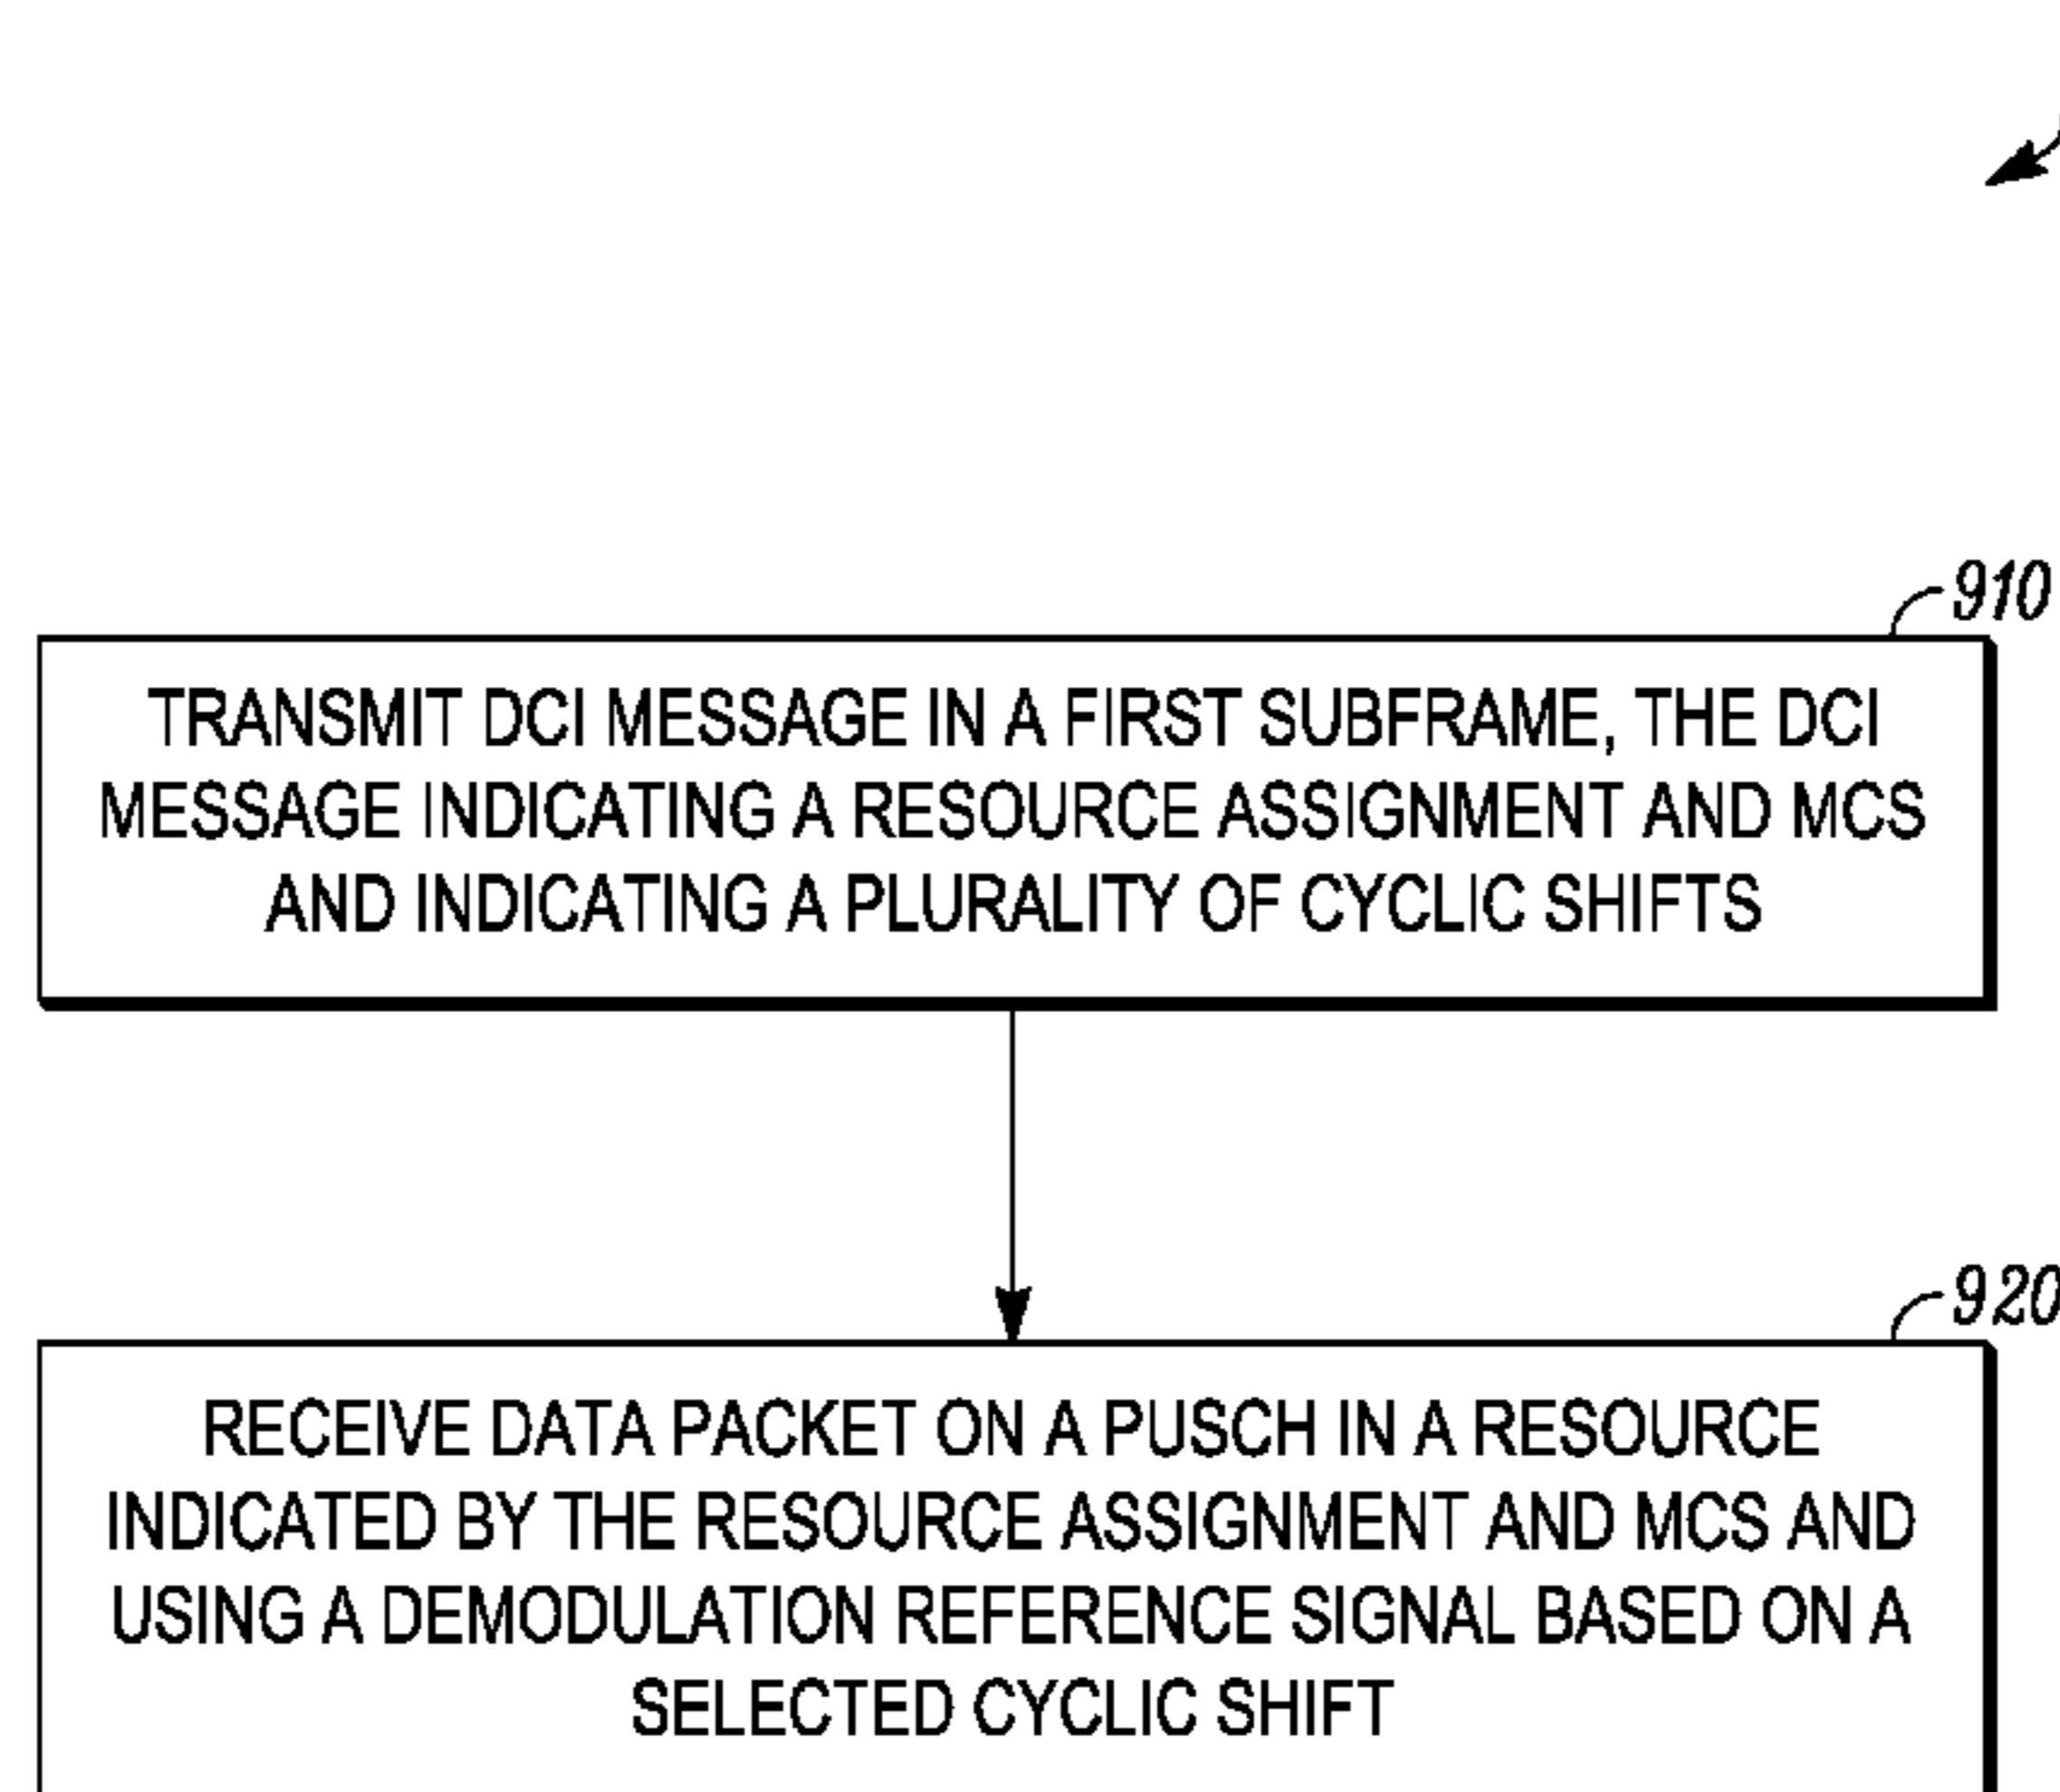 910
TRANSMIT DCI MESSAGE IN A FIRST SUBFRAME, THE DCI
MESSAGE INDICATING A RESOURCE ASSIGNMENT AND MCS
AND INDICATING A PLURALITY OF CYCLIC SHIFTS
920
RECEIVE DATA PACKET ON A PUSCH IN A RESOURCE
INDICATED BY THE RESOURCE ASSIGNMENT AND MCS AND
USING A DEMODULATION REFERENCE SIGNAL BASED ON A
SELECTED CYCLIC SHIFT